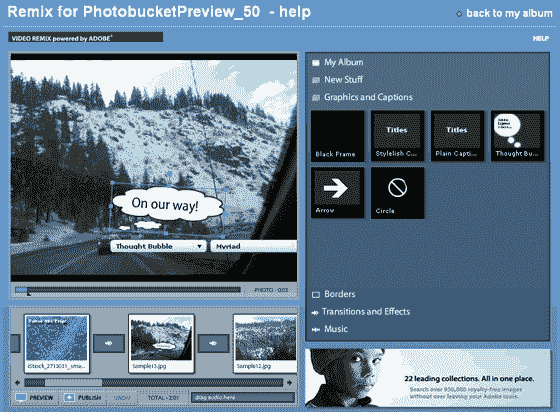 Remix for PhotobucketPreview_50 - help
back to my album
VIDEO REMIX powered by ADOBE®
HELP
My Album
New Stuff
Graphics and Captions
Titles
Titles
Black Frame
Stylelish C...
Plain Capti...
Thought Bu...
On our way!
Thought Bubble
Myriad
Arrow
Circle
PHOTO - 0:03
Borders
Transitions and Effects
Music
iStock_2713031_sma...
Sample13.jpg
Sample12.jpg
22 leading collections. All in one place.
Search over 950,000 royalty-free images
without ever leaving your Adobe tools.
PREVIEW
PUBLISH
UNDO
TOTAL - 2:01
drag audio here